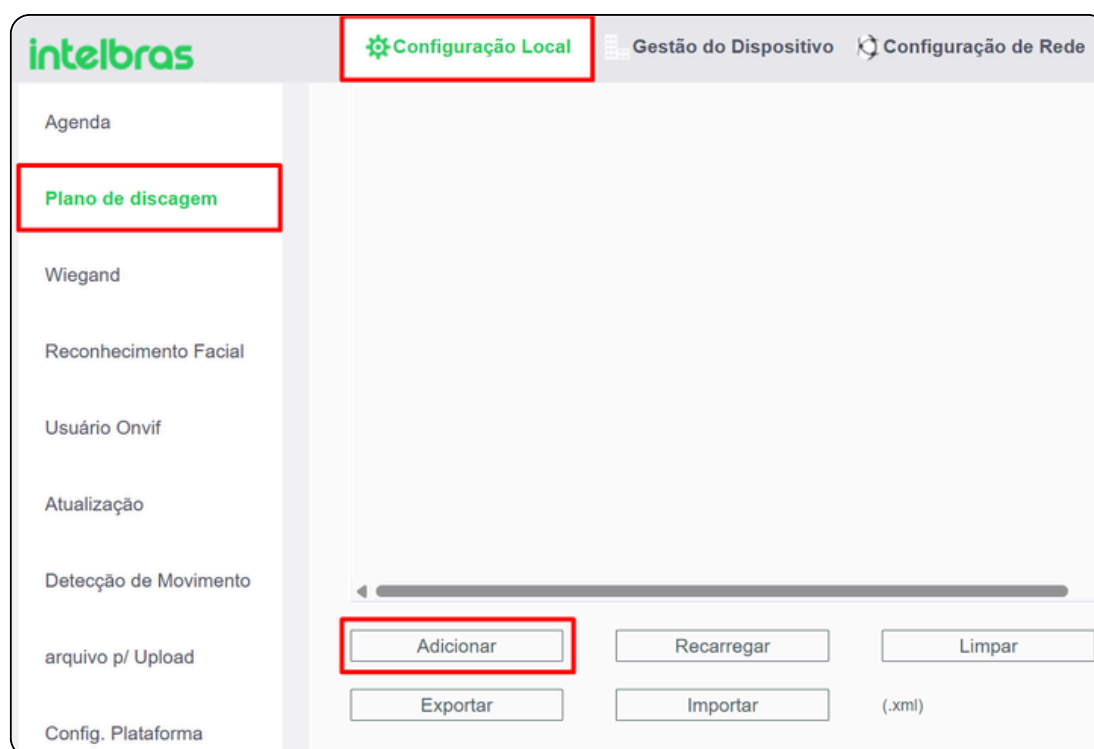 intelbras
Configuração Local
Gestão do Dispositivo
Configuração de Rede
Agenda
Plano de discagem
Wiegand
Reconhecimento Facial
Usuário Onvif
Atualização
Detecção de Movimento
arquivo p/ Upload
Config. Plataforma
Adicionar
Recarregar
Limpar
Exportar
Importar
(.xml)